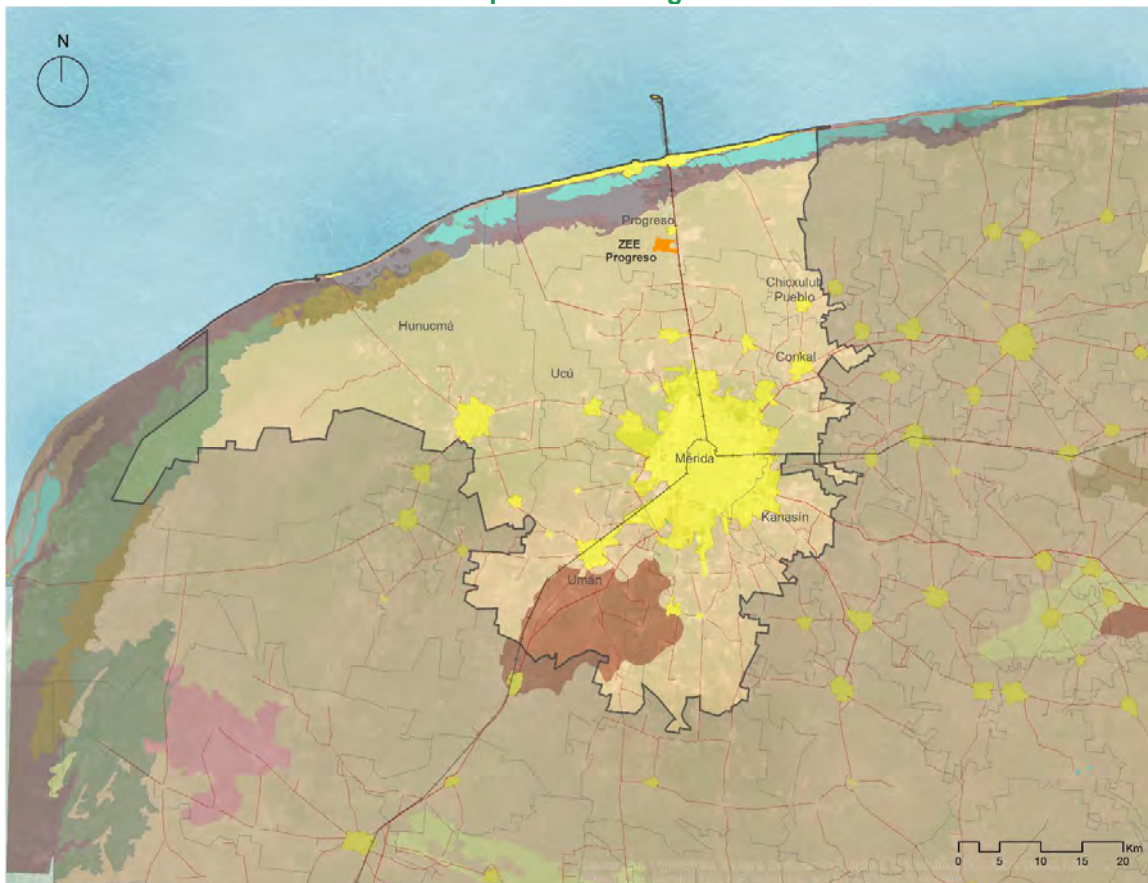 N
Progreso
ZEE
Progreso
Chicxulub
Pueblo
Hunucmá
Conkal
Ucú
Mérida
Kanasín
Umán
Km
0 5 10 15 20